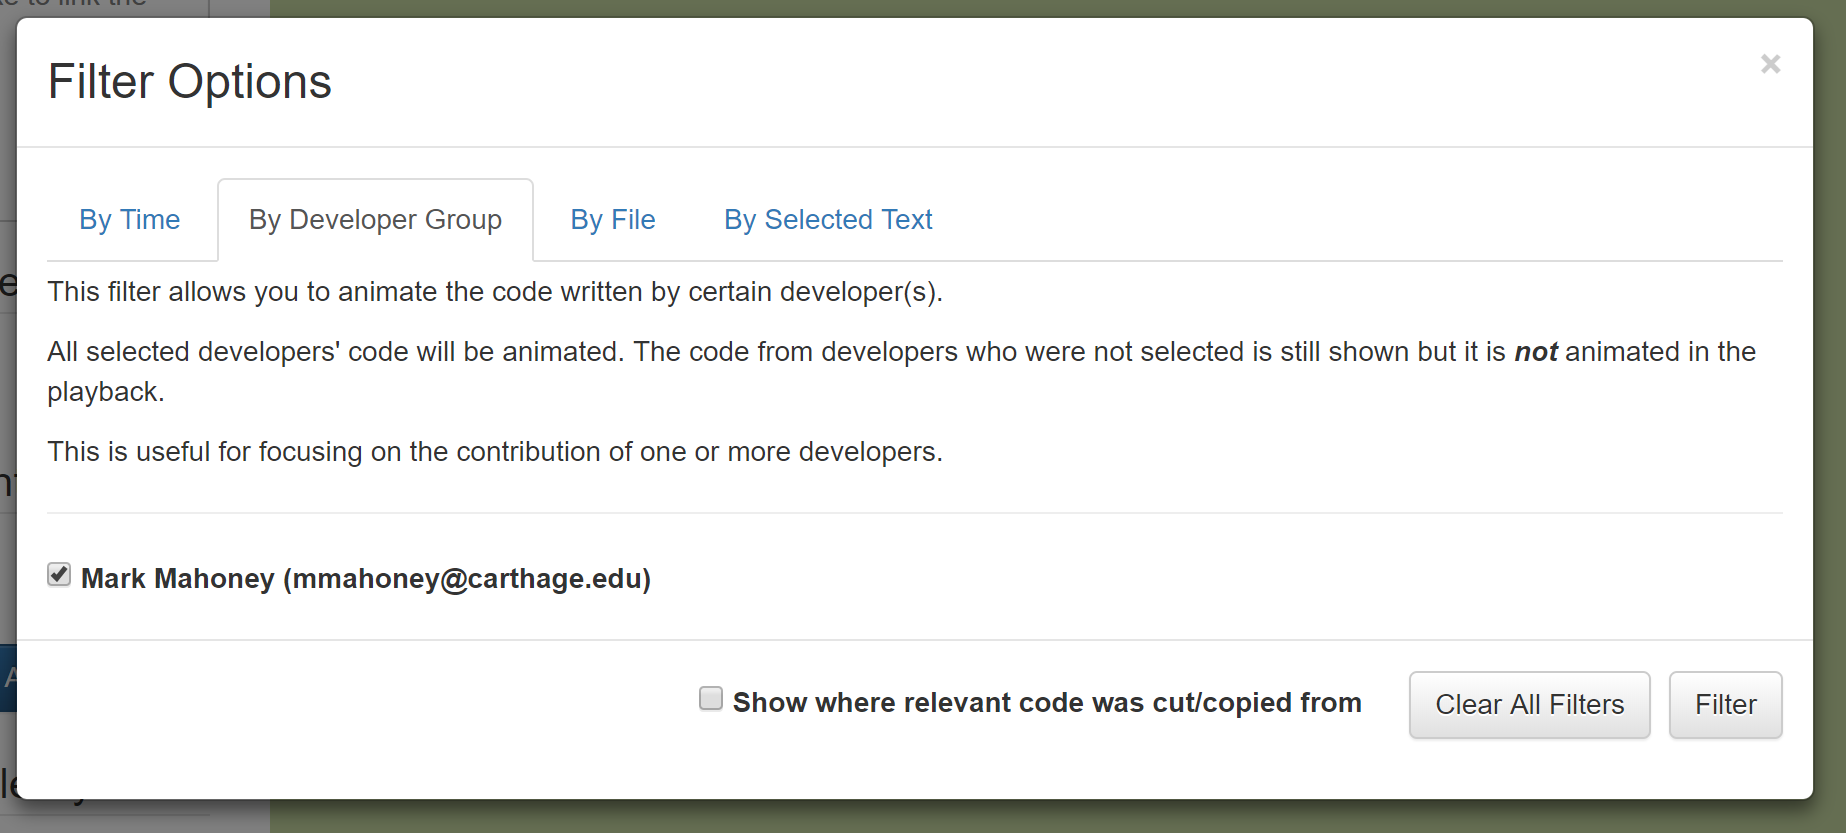 Filter Options
×
By Time
By Developer Group
By File
By Selected Text
This filter allows you to animate the code written by certain developer(s).
All selected developers' code will be animated. The code from developers who were not selected is still shown but it is not animated in the
playback.
This is useful for focusing on the contribution of one or more developers.
Mark Mahoney (mmahoney@carthage.edu)
Show where relevant code was cut/copied from
Clear All Filters
Filter